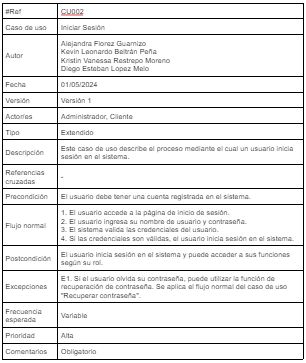 #Ref CU002
Caso de uso Iniciar Sesión
Autor
Alejandra Florez Guarnizo
Kevin Leonardo Beltrán Peña
Kristin Vanessa Restrepo Moreno
Diego Esteban Lopez Melo
Fecha 01/05/2024
Versión Versión 1
Actor/es Administrador, Cliente
Tipo Extendido
Descripción
Este caso de uso describe el proceso mediante el cual un usuario inicia
sesión en el sistema.
Referencias
cruzadas
-
Precondición El usuario debe tener una cuenta registrada en el sistema.
Flujo normal
1. El usuario accede a la página de inicio de sesión.
2. El usuario ingresa su nombre de usuario y contraseña.
3. El sistema valida las credenciales del usuario.
4. Si las credenciales son válidas, el usuario inicia sesión en el sistema.
Postcondición
El usuario inicia sesión en el sistema y puede acceder a sus funciones
según su rol.
Excepciones
E1. Si el usuario olvida su contraseña, puede utilizar la función de
recuperación de contraseña. Se aplica el flujo normal del caso de uso
"Recuperar contraseña".
Frecuencia
esperada
Variable
Prioridad Alta
Comentarios Obligatorio